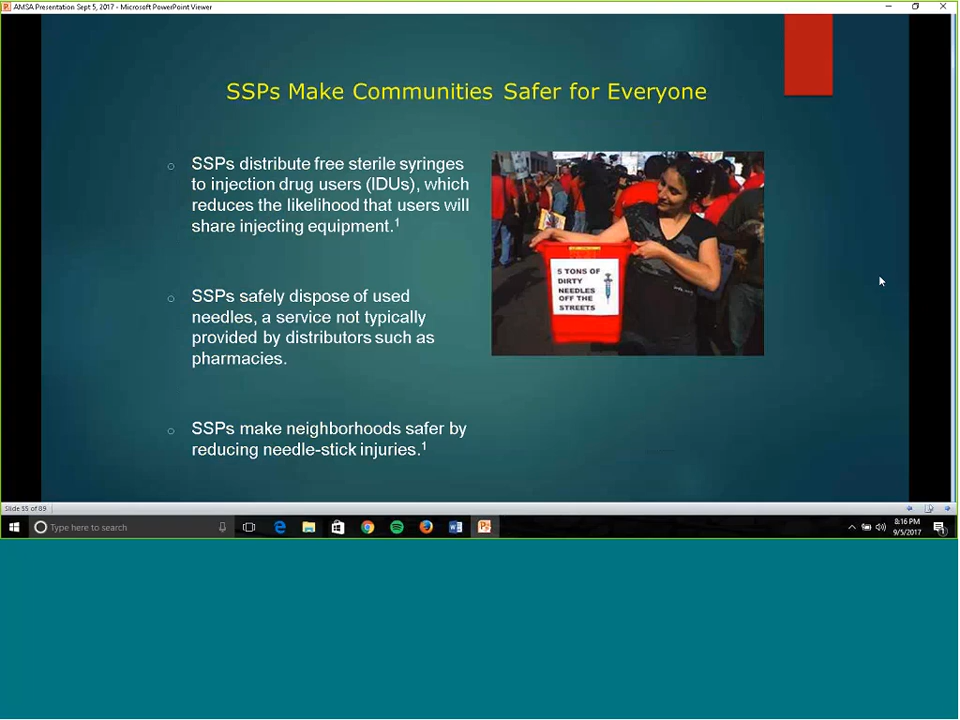 AMSA Presentation Sept 5, 2017 - Microsoft PowerPoint Viewer
SSPs Make Communities Safer for Everyone
SSPs distribute free sterile syringes
to injection drug users (IDUs), which
reduces the likelihood that users will
share injecting equipment.1
SSPs safely dispose of used
needles, a service not typically
provided by distributors such as
pharmacies.
SSPs make neighborhoods safer by
reducing needle-stick injuries.1
5 TONS OF
DIRTY
NEEDLES
OFF THE
STREETS
Slide 55 of 89
Type here to search
8:16 PM
9/5/2017